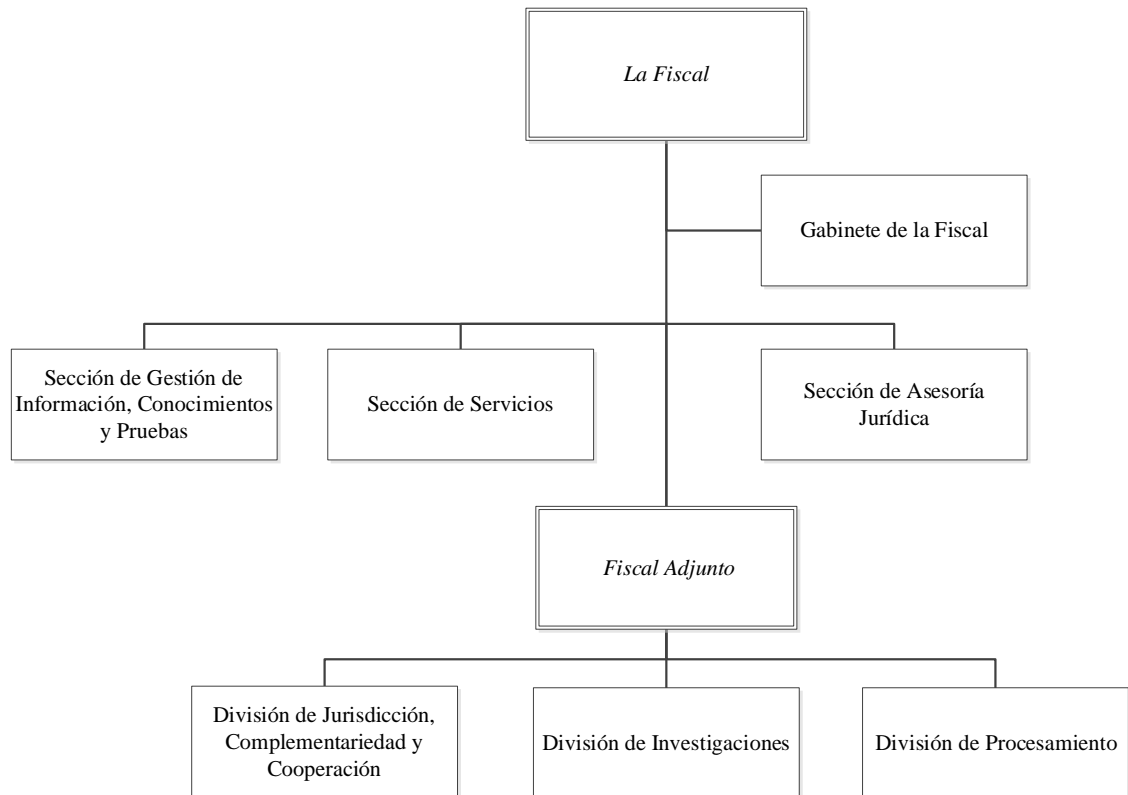 La Fiscal
Gabinete de la Fiscal
Sección de Gestión de
Información, Conocimientos
y Pruebas
Sección de Servicios
Sección de Asesoría
Jurídica
Fiscal Adjunto
División de Jurisdicción,
Complementariedad y
Cooperación
División de Investigaciones
División de Procesamiento